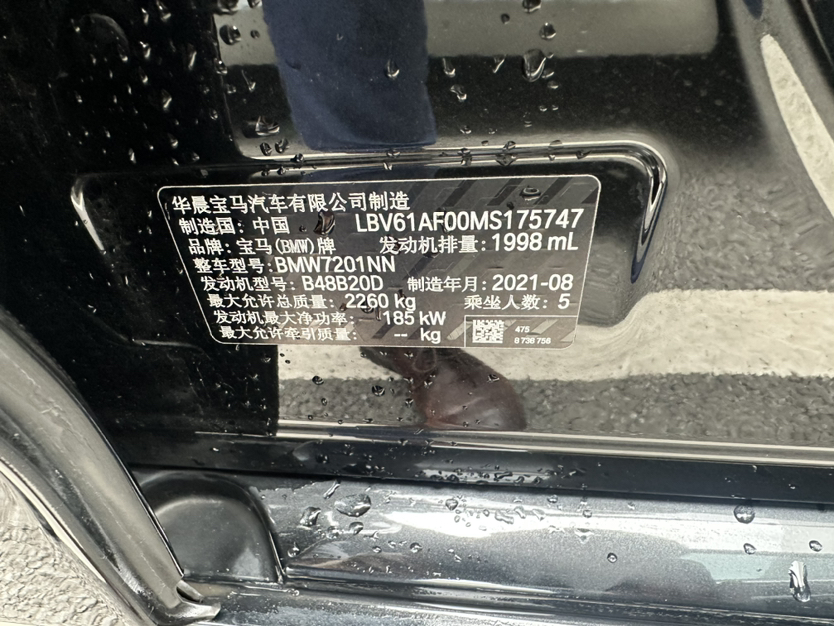 华晨宝马汽车有限公司制造
制造国: 中国 LBV61AF00MS175747
品牌: 宝马(BMW)牌 发动机排量: 1998 mL
整车型号: BMW7201NN
发动机型号: B48B20D 制造年月: 2021-08
最大允许总质量: 2260 kg 乘坐人数: 5
发动机最大净功率: 185 kW
最大允许牵引质量: -- kg
475
8 736 756